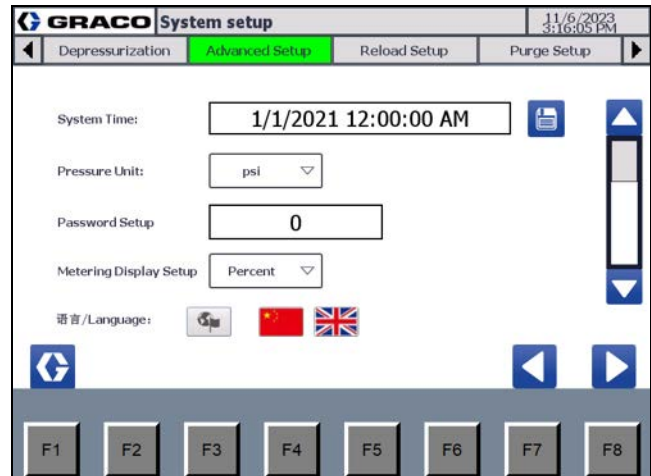 GRACO System setup 11/6/2023
3:16:05 PM
Depressurization Advanced Setup Reload Setup Purge Setup
System Time: 1/1/2021 12:00:00 AM
Pressure Unit: psi
Password Setup 0
Metering Display Setup Percent
语言/Language:
F1 F2 F3 F4 F5 F6 F7 F8